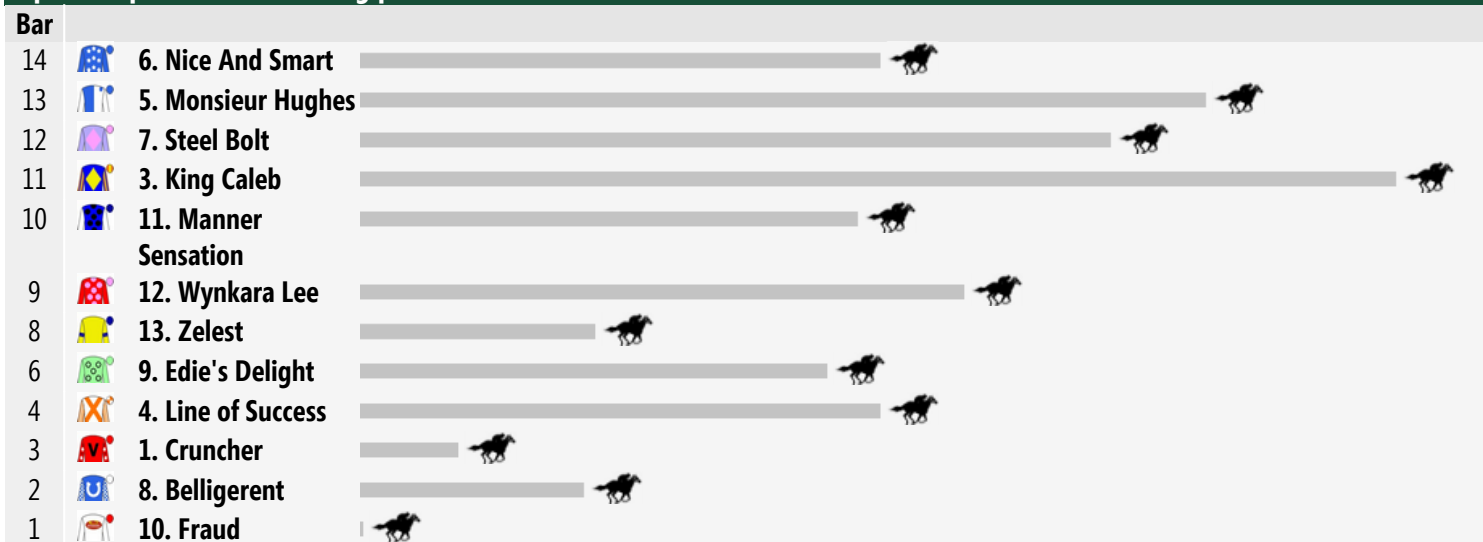 Bar
14 6. Nice And Smart
13 5. Monsieur Hughes
12 7. Steel Bolt
11 3. King Caleb
10 11. Manner
Sensation
9 12. Wynkara Lee
8 13. Zelest
6 9. Edie's Delight
4 4. Line of Success
3 1. Cruncher
V
2 8. Belligerent
1 10. Fraud